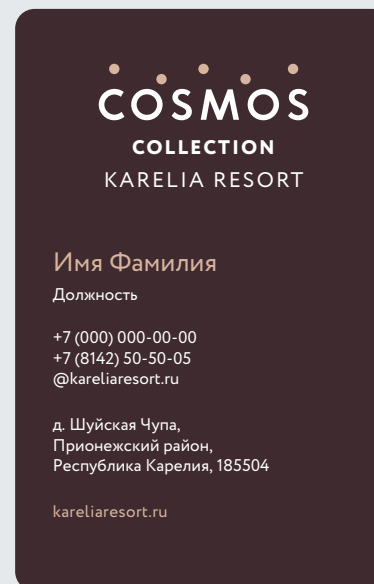 COSMOS
COLLECTION
KARELIA RESORT
Имя Фамилия
Должность
+7 (000) 000-00-00
+7 (8142) 50-50-05
@kareliaresort.ru
д. Шуйская Чупа,
Прионежский район,
Республика Карелия, 185504
kareliaresort.ru